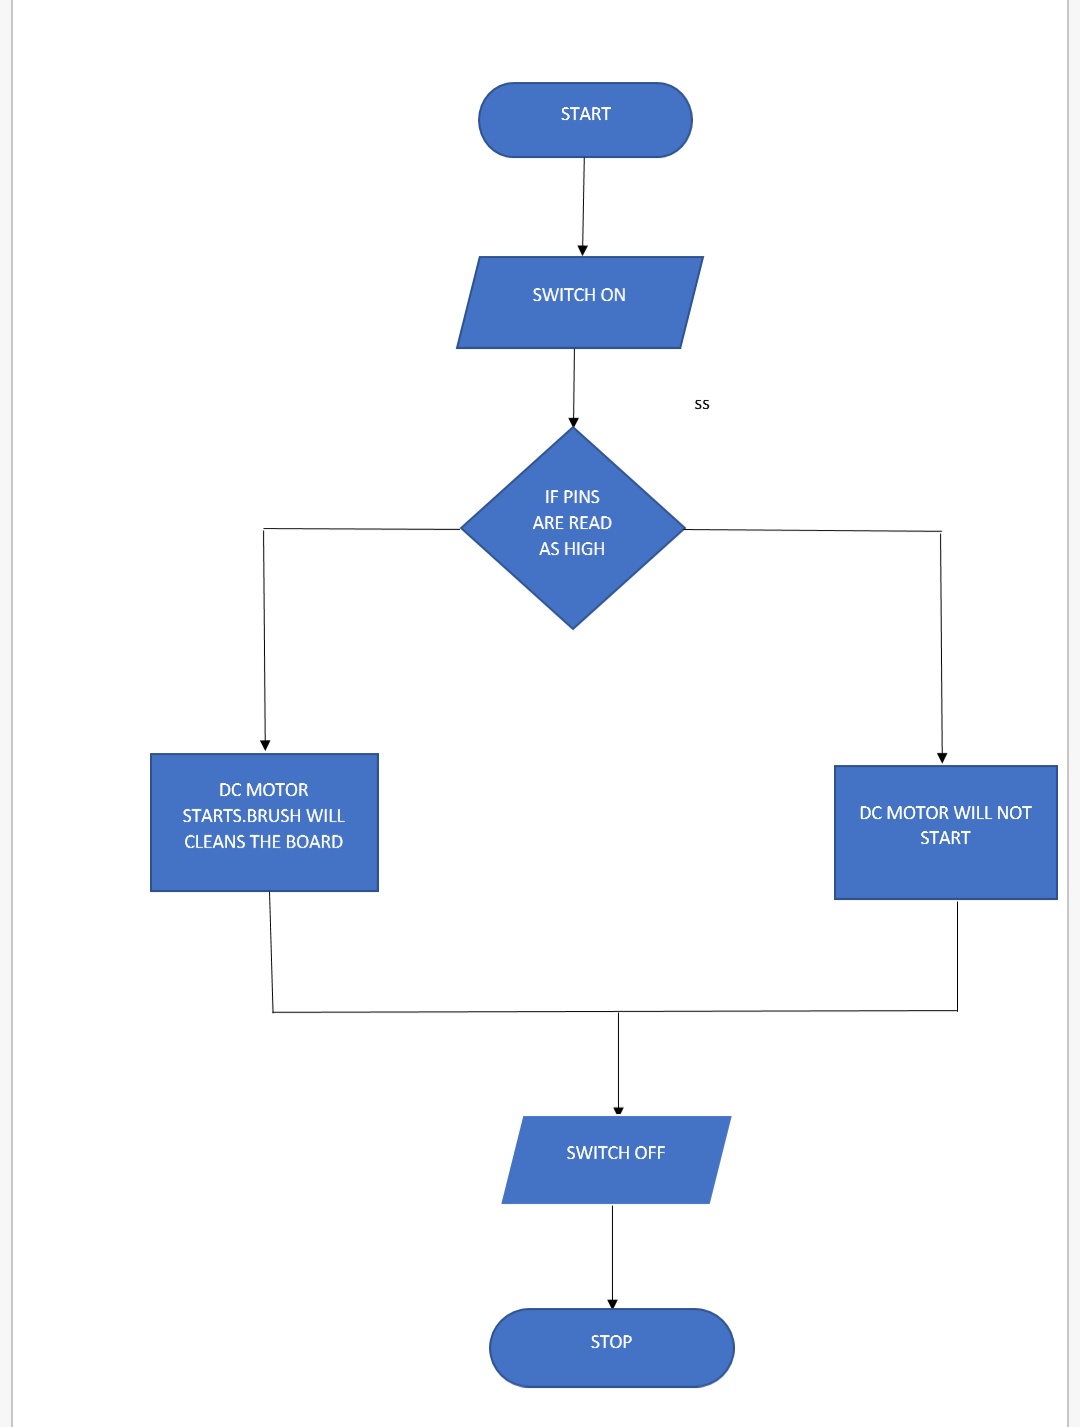 START
SWITCH ON
ss
IF PINS
ARE READ
AS HIGH
DC MOTOR
STARTS.BRUSH WILL
CLEANS THE BOARD
DC MOTOR WILL NOT
START
SWITCH OFF
STOP